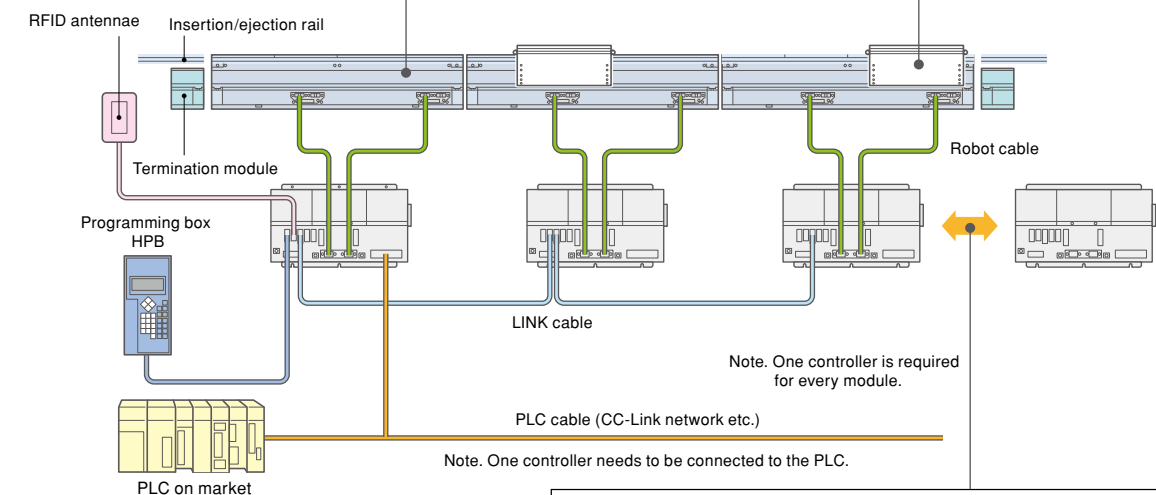 RFID antennae
Insertion/ejection rail
Termination module
Robot cable
Programming box
HPB
LINK cable
Note. One controller is required
for every module.
PLC cable (CC-Link network etc.)
Note. One controller needs to be connected to the PLC.
PLC on market